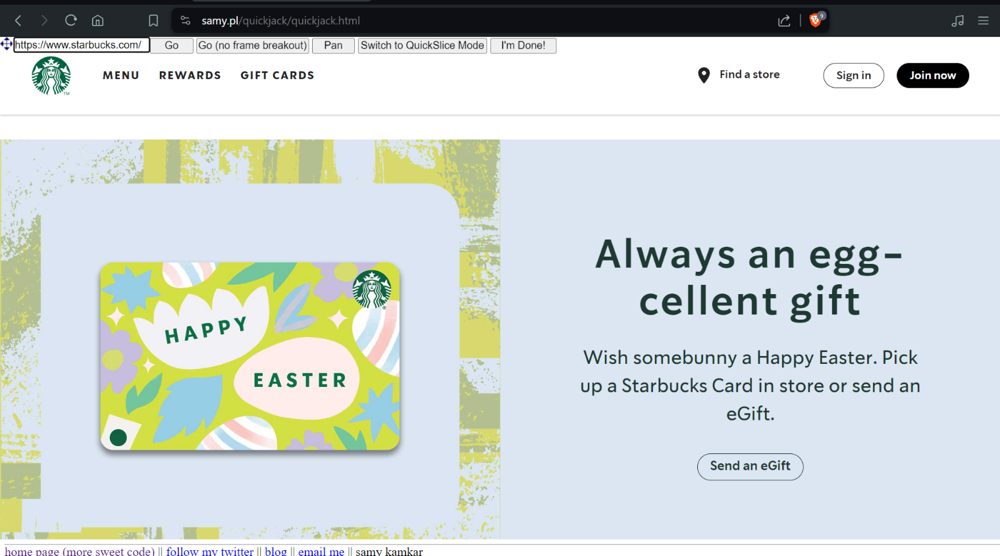 samy.pl/quickjack/quickjack.html
9
https://www.starbucks.com/ Go Go (no frame breakout) Pan Switch to QuickSlice Mode I'm Done!
MENU REWARDS GIFT CARDS Find a store Sign in Join now
TM
HAPPY
EASTER
Always an egg-
cellent gift
Wish somebunny a Happy Easter. Pick
up a Starbucks Card in store or send an
eGift.
Send an eGift
home page (more sweet code) || follow my twitter || blog || email me || samy kamkar